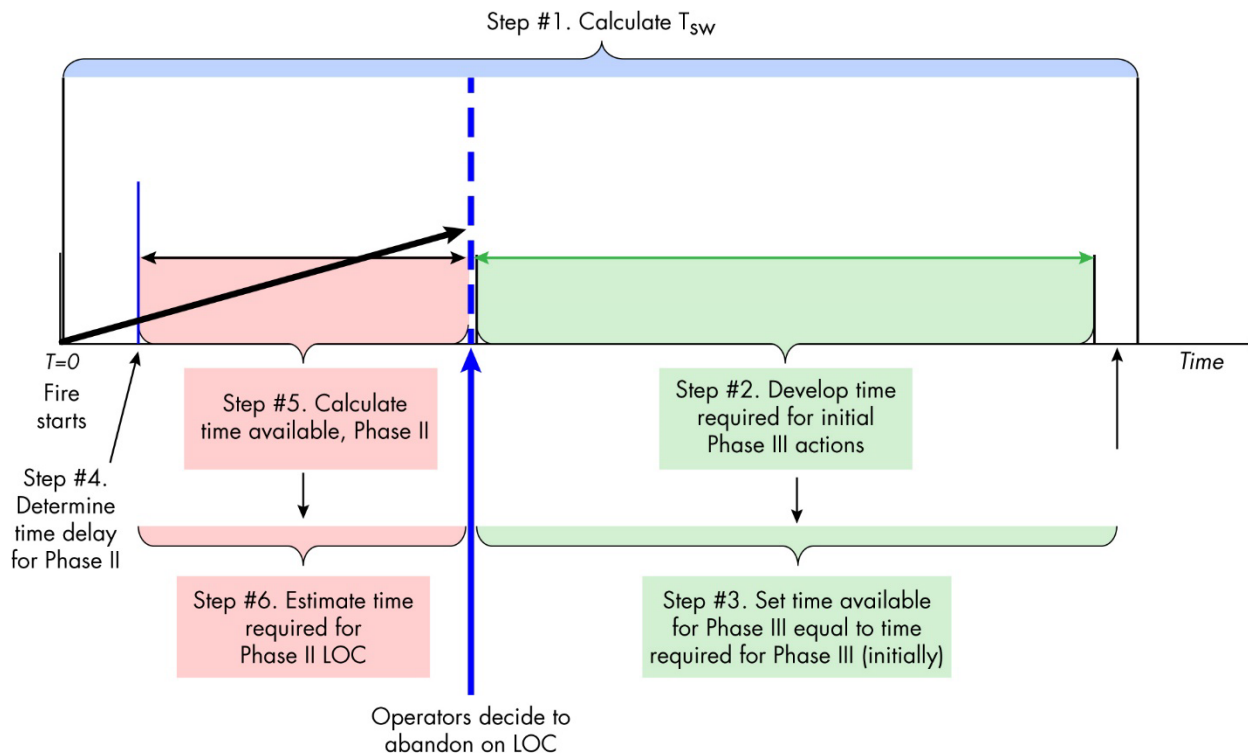 Step #1. Calculate Tsw
T=0
Fire
starts
Time
Step #4.
Determine
time delay
for Phase II
Step #5. Calculate
time available, Phase II
Step #2. Develop time
required for initial
Phase III actions
Step #6. Estimate time
required for
Phase II LOC
Step #3. Set time available
for Phase III equal to time
required for Phase III (initially)
Operators decide to
abandon on LOC